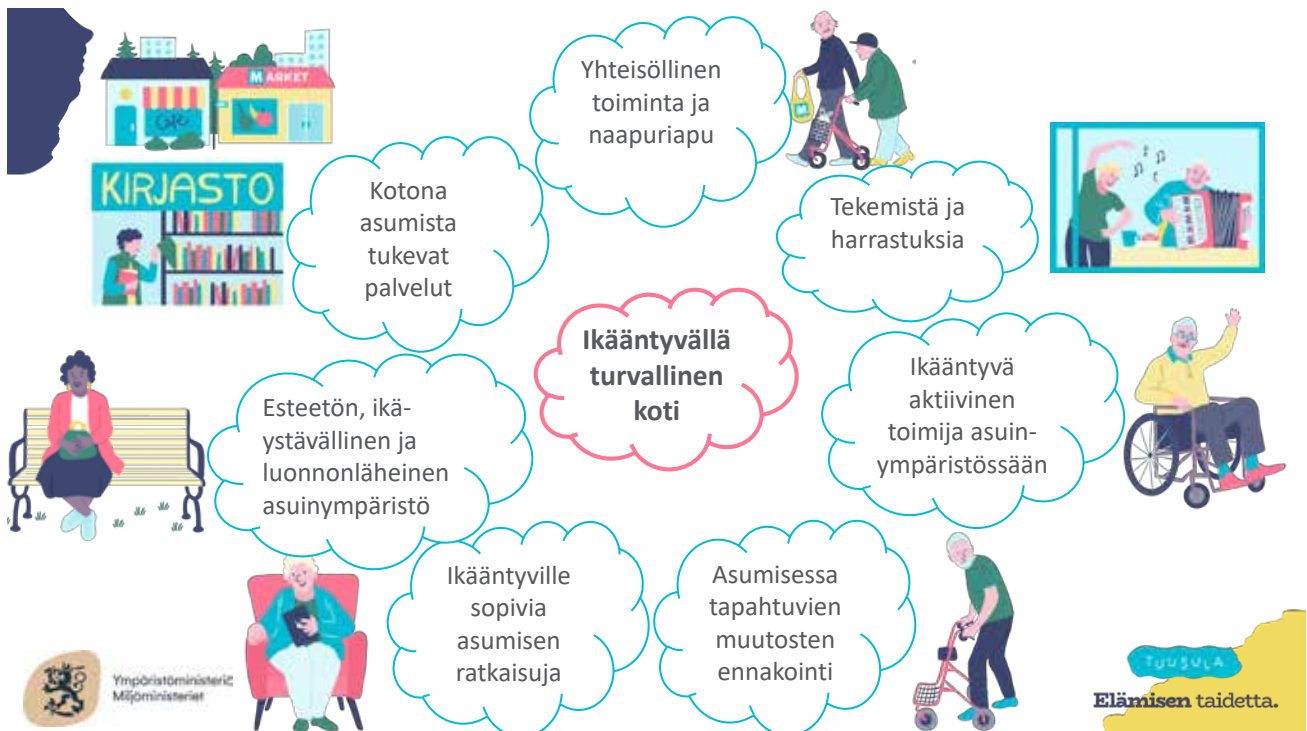 MARKET
Café
KIRJASTO
Yhteisöllinen
toiminta ja
naapuriapu
Kotona
asumista
tukevat
palvelut
Tekemistä ja
harrastuksia
Ikääntyvällä
turvallinen
koti
Ikääntyvä
aktiivinen
toimija asuin-
ympäristössään
Esteetön, ikä-
ystävällinen ja
luonnonläheinen
asuinympäristö
Ikääntyville
sopivia
asumisen
ratkaisuja
Asumisessa
tapahtuvien
muutosten
ennakointi
M
Ympäristöministeriö
Miljöministeriet
TUUSULA
Elämisen taidetta.